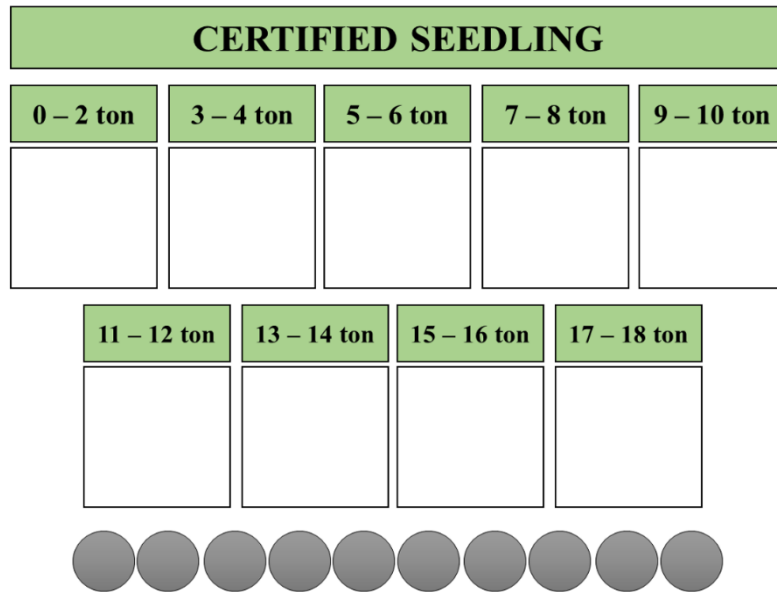 CERTIFIED SEEDLING
0 – 2 ton 3 – 4 ton 5 – 6 ton 7 – 8 ton 9 – 10 ton
11 – 12 ton 13 – 14 ton 15 – 16 ton 17 – 18 ton